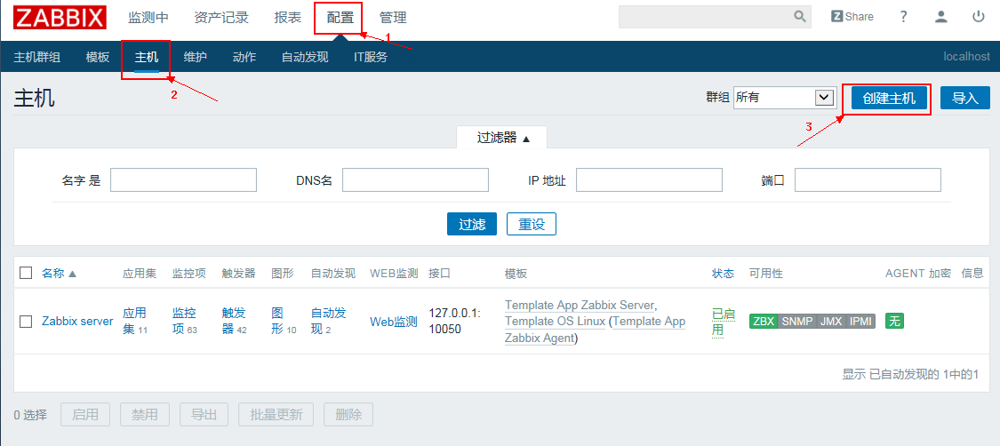 ZABBIX 监测中 资产记录 报表 配置 管理 Z Share ?
1
主机群组 模板 主机 维护 动作 自动发现 IT服务 localhost
2
主机 群组 所有 创建主机 导入
3
过滤器 ▲
名字 是 DNS名 IP 地址 端口
过滤 重设
名称 ▲ 应用集 监控项 触发器 图形 自动发现 WEB监测 接口 模板 状态 可用性 AGENT 加密 信息
Zabbix server 应用集 11 监控项 63 触发器 42 图形 10 自动发现 2 Web监测 127.0.0.1: 10050 Template App Zabbix Server, Template OS Linux (Template App Zabbix Agent) 已启用 ZBX SNMP JMX IPMI 无
显示 已自动发现的 1中的1
0 选择 启用 禁用 导出 批量更新 删除